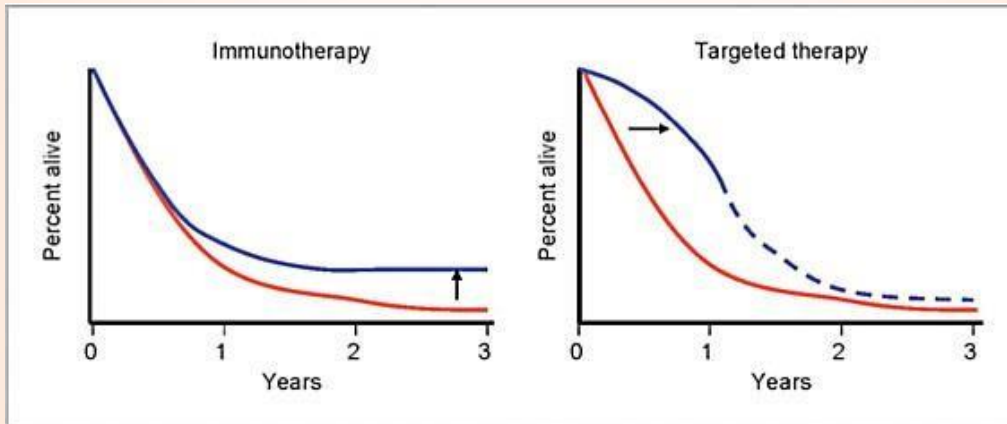 Immunotherapy
Percent alive
0 1 2 3
Years
Targeted therapy
Percent alive
0 1 2 3
Years